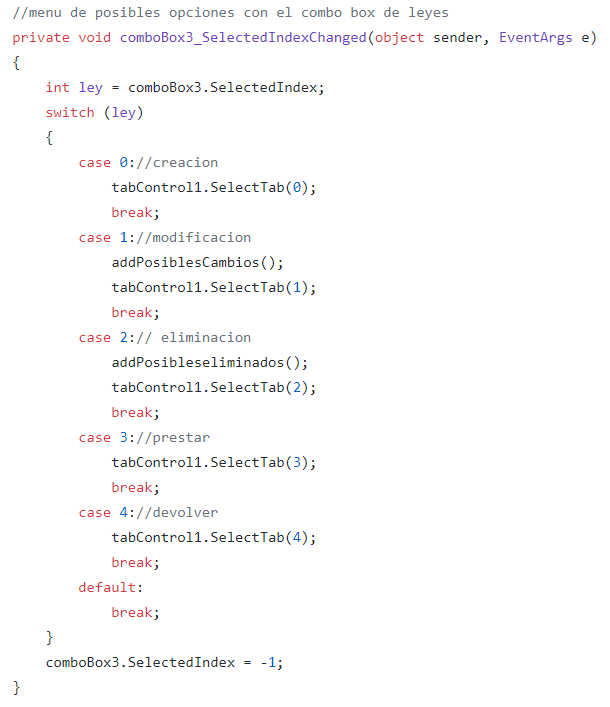 //menu de posibles opciones con el combo box de leyes
private void comboBox3_SelectedIndexChanged(object sender, EventArgs e)
{
    int ley = comboBox3.SelectedIndex;
    switch (ley)
    {
        case 0://creacion
            tabControl1.SelectTab(0);
            break;
        case 1://modificacion
            addPosiblesCambios();
            tabControl1.SelectTab(1);
            break;
        case 2:// eliminacion
            addPosibleseliminados();
            tabControl1.SelectTab(2);
            break;
        case 3://prestar
            tabControl1.SelectTab(3);
            break;
        case 4://devolver
            tabControl1.SelectTab(4);
            break;
        default:
            break;
    }
    comboBox3.SelectedIndex = -1;
}